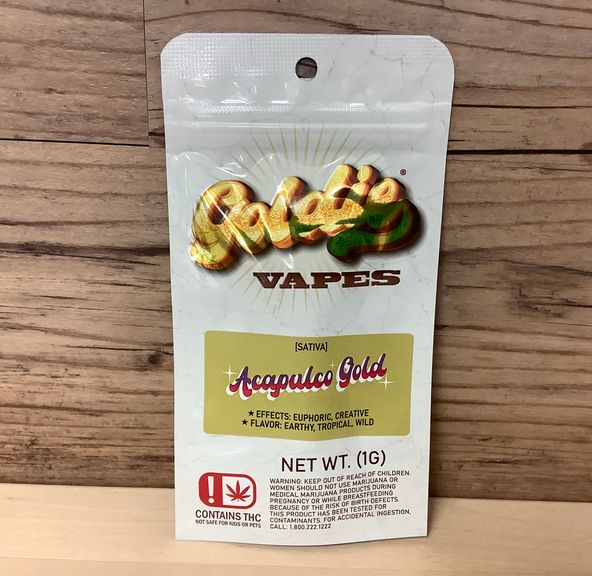 Goldie®
VAPES
[SATIVA]
Acapulco Gold
★ EFFECTS: EUPHORIC, CREATIVE
★ FLAVOR: EARTHY, TROPICAL, WILD
NET WT. (1G)
!
CONTAINS THC
NOT SAFE FOR KIDS OR PETS
WARNING: KEEP OUT OF REACH OF CHILDREN.
WOMEN SHOULD NOT USE MARIJUANA OR
MEDICAL MARIJUANA PRODUCTS DURING
PREGNANCY OR WHILE BREASTFEEDING
BECAUSE OF THE RISK OF BIRTH DEFECTS.
THIS PRODUCT HAS BEEN TESTED FOR
CONTAMINANTS. FOR ACCIDENTAL INGESTION,
CALL: 1.800.222.1222